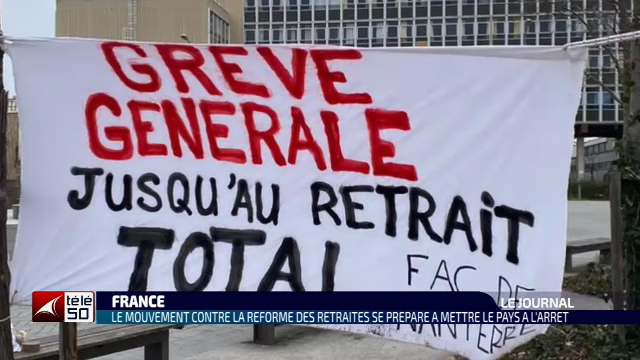 GREVE
GENERALE
JUSQU'AU RETRAIT
TOTAL
FAC DE
NANTERRE
FRANCE
LE JOURNAL
télé
50
LE MOUVEMENT CONTRE LA REFORME DES RETRAITES SE PREPARE A METTRE LE PAYS A L'ARRET